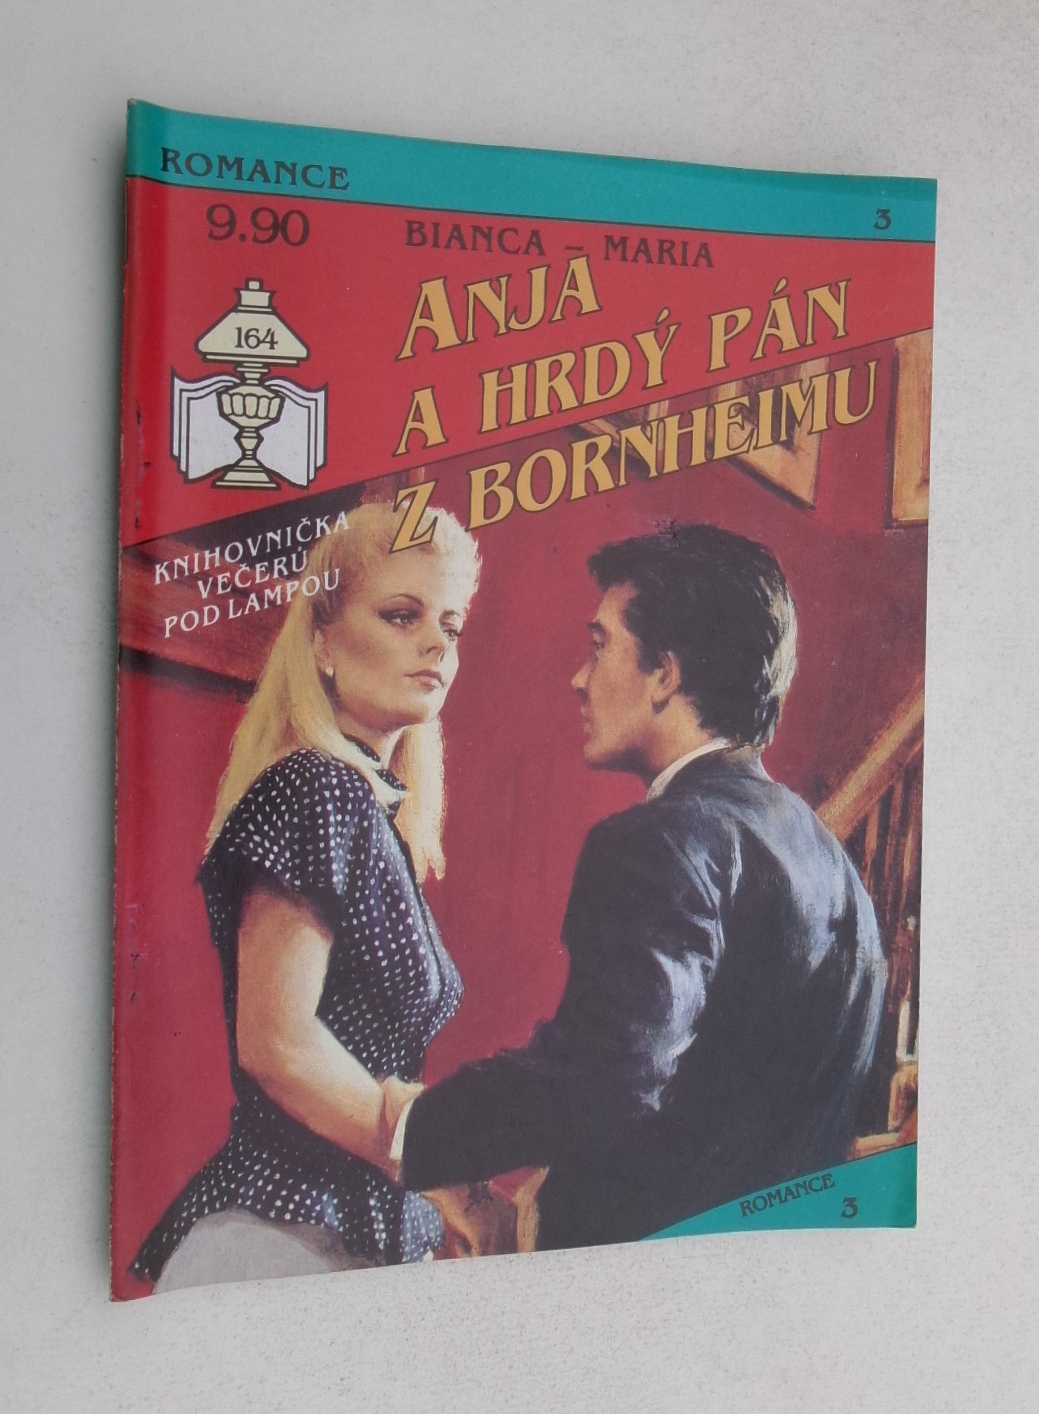 ROMANCE
3
9.90
BIANCA – MARIA
ANJA
A HRDÝ PÁN
Z BORNHEIMU
164
KNIHOVNIČKA
VEČERŮ
POD LAMPOU
ROMANCE
3